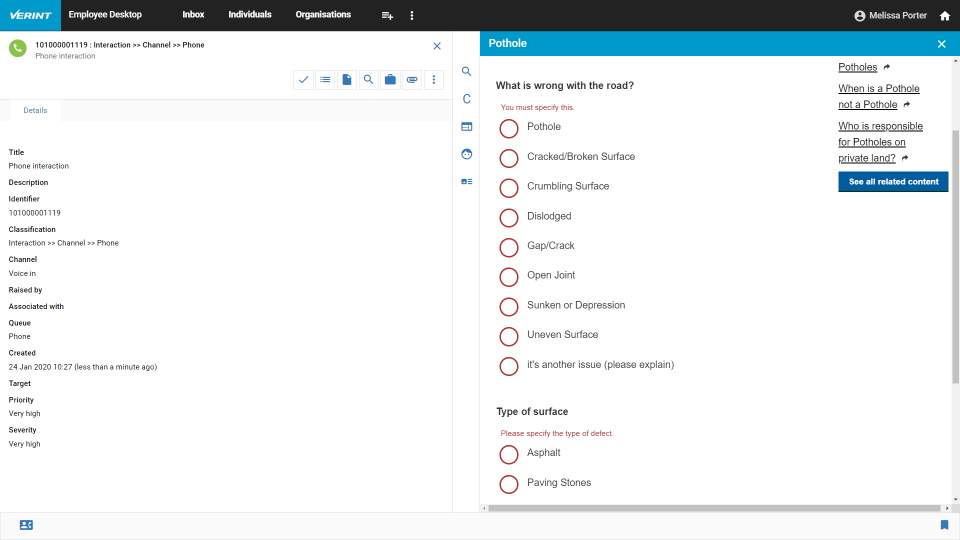 VERINT Employee Desktop Inbox Individuals Organisations Melissa Porter
101000001119 : Interaction >> Channel >> Phone
Phone interaction
Details
Title
Phone interaction
Description
Identifier
101000001119
Classification
Interaction >> Channel >> Phone
Channel
Voice in
Raised by
Associated with
Queue
Phone
Created
24 Jan 2020 10:27 (less than a minute ago)
Target
Priority
Very high
Severity
Very high
C
Pothole
What is wrong with the road?
You must specify this.
Pothole
Cracked/Broken Surface
Crumbling Surface
Dislodged
Gap/Crack
Open Joint
Sunken or Depression
Uneven Surface
it's another issue (please explain)
Type of surface
Please specify the type of defect.
Asphalt
Paving Stones
Potholes
When is a Pothole
not a Pothole
Who is responsible
for Potholes on
private land?
See all related content